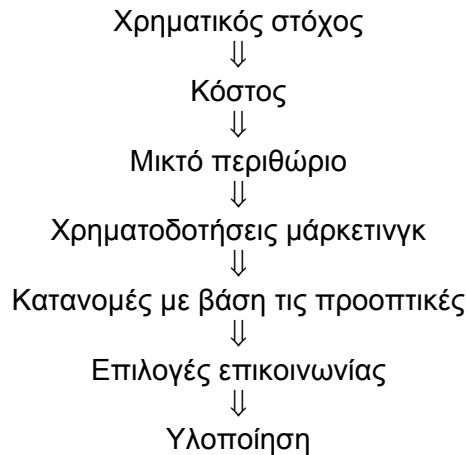 Χρηματικός στόχος
⇓
Κόστος
⇓
Μικτό περιθώριο
⇓
Χρηματοδοτήσεις μάρκετινγκ
⇓
Κατανομές με βάση τις προοπτικές
⇓
Επιλογές επικοινωνίας
⇓
Υλοποίηση